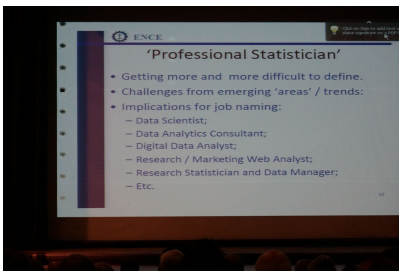 ENCE
'Professional Statistician'
• Getting more and more difficult to define.
• Challenges from emerging 'areas' / trends:
• Implications for job naming:
– Data Scientist;
– Data Analytics Consultant;
– Digital Data Analyst;
– Research / Marketing Web Analyst;
– Research Statistician and Data Manager;
– Etc.